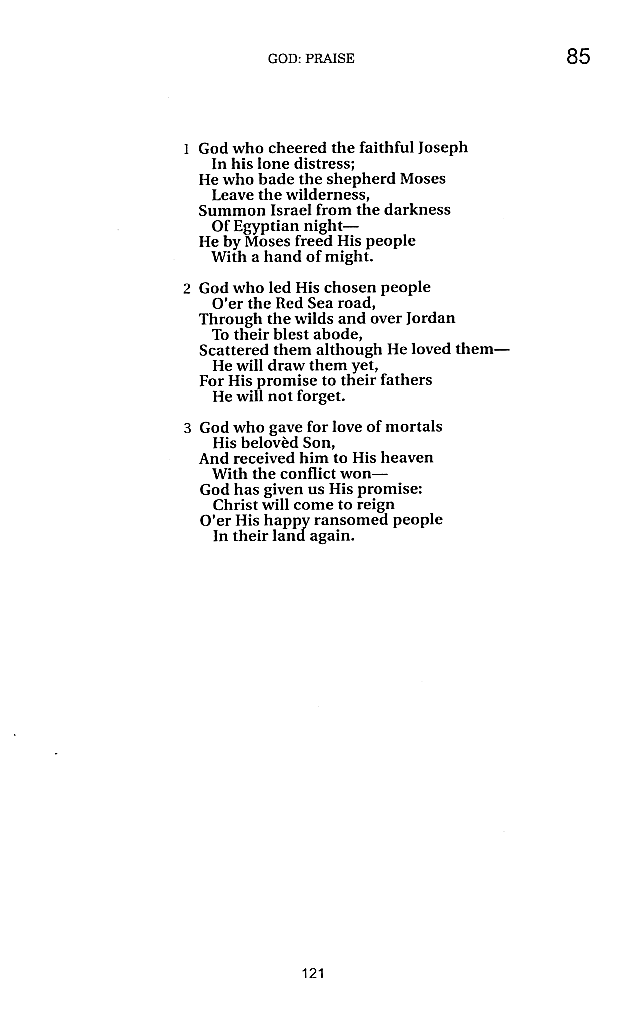 GOD: PRAISE
85
1 God who cheered the faithful Joseph
In his lone distress;
He who bade the shepherd Moses
Leave the wilderness,
Summon Israel from the darkness
Of Egyptian night—
He by Moses freed His people
With a hand of might.
2 God who led His chosen people
O'er the Red Sea road,
Through the wilds and over Jordan
To their blest abode,
Scattered them although He loved them—
He will draw them yet,
For His promise to their fathers
He will not forget.
3 God who gave for love of mortals
His belovèd Son,
And received him to His heaven
With the conflict won—
God has given us His promise:
Christ will come to reign
O'er His happy ransomed people
In their land again.
121